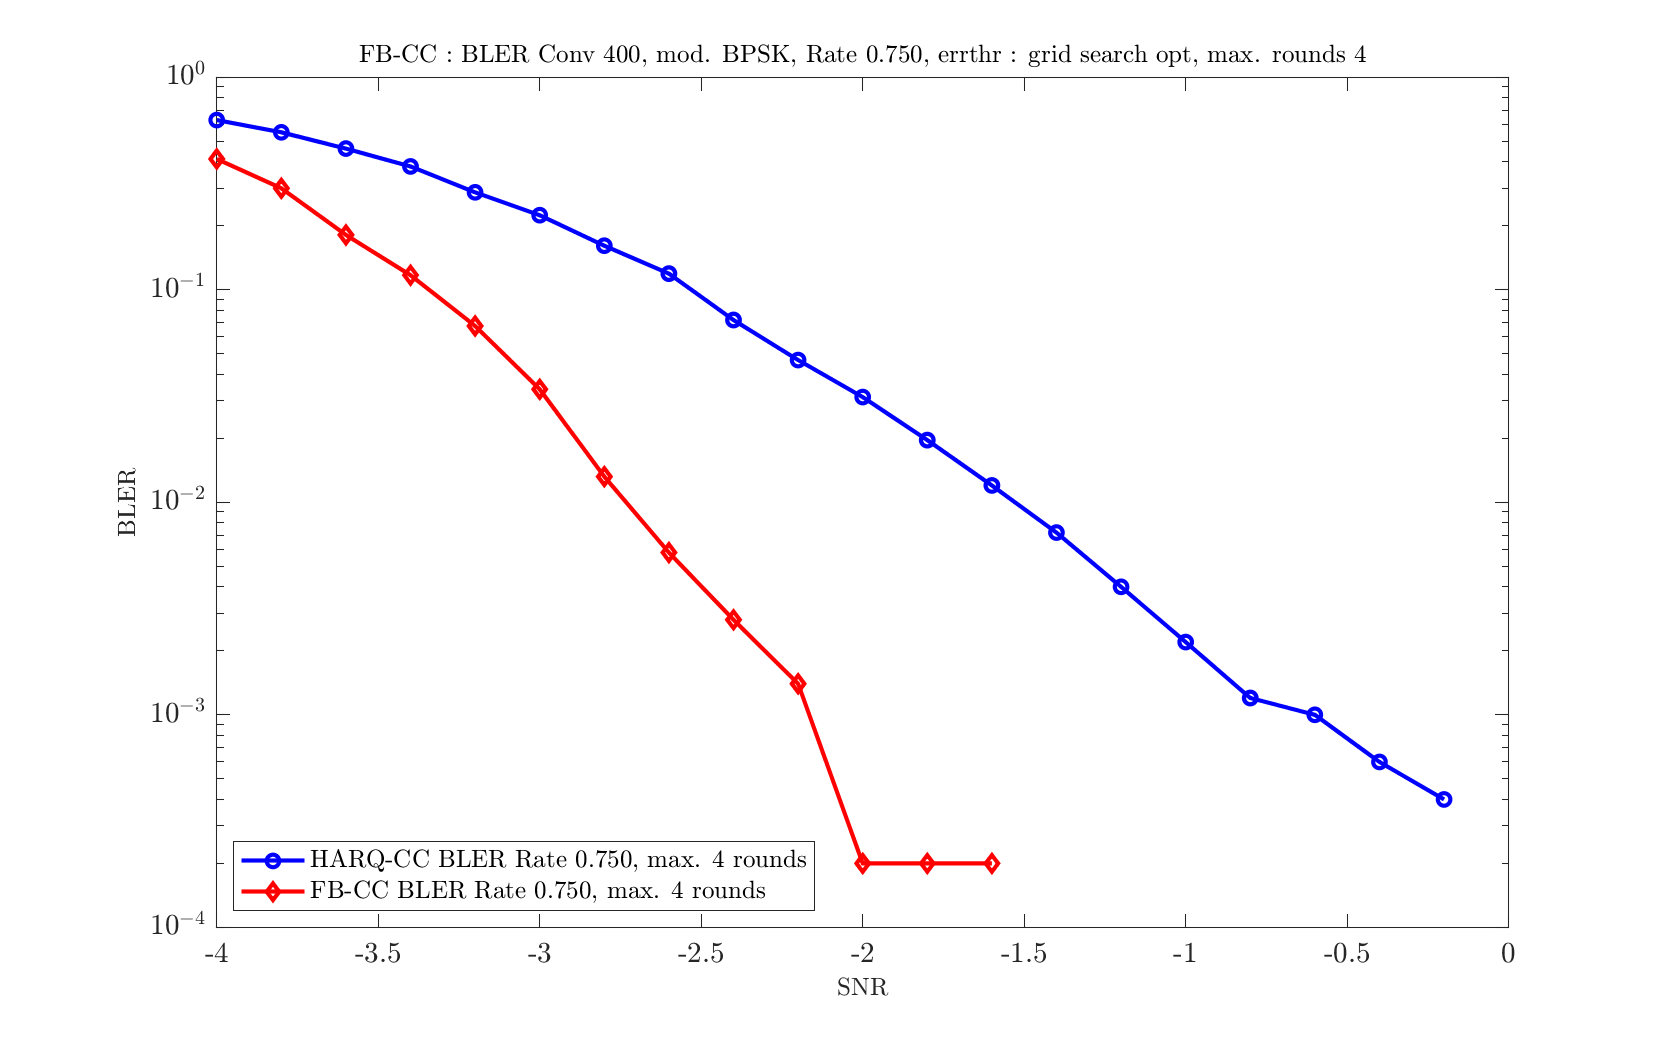 FB-CC : BLER Conv 400, mod. BPSK, Rate 0.750, errthr : grid search opt, max. rounds 4
10^0
10^-1
10^-2
10^-3
10^-4
BLER
HARQ-CC BLER Rate 0.750, max. 4 rounds
FB-CC BLER Rate 0.750, max. 4 rounds
-4 -3.5 -3 -2.5 -2 -1.5 -1 -0.5 0
SNR